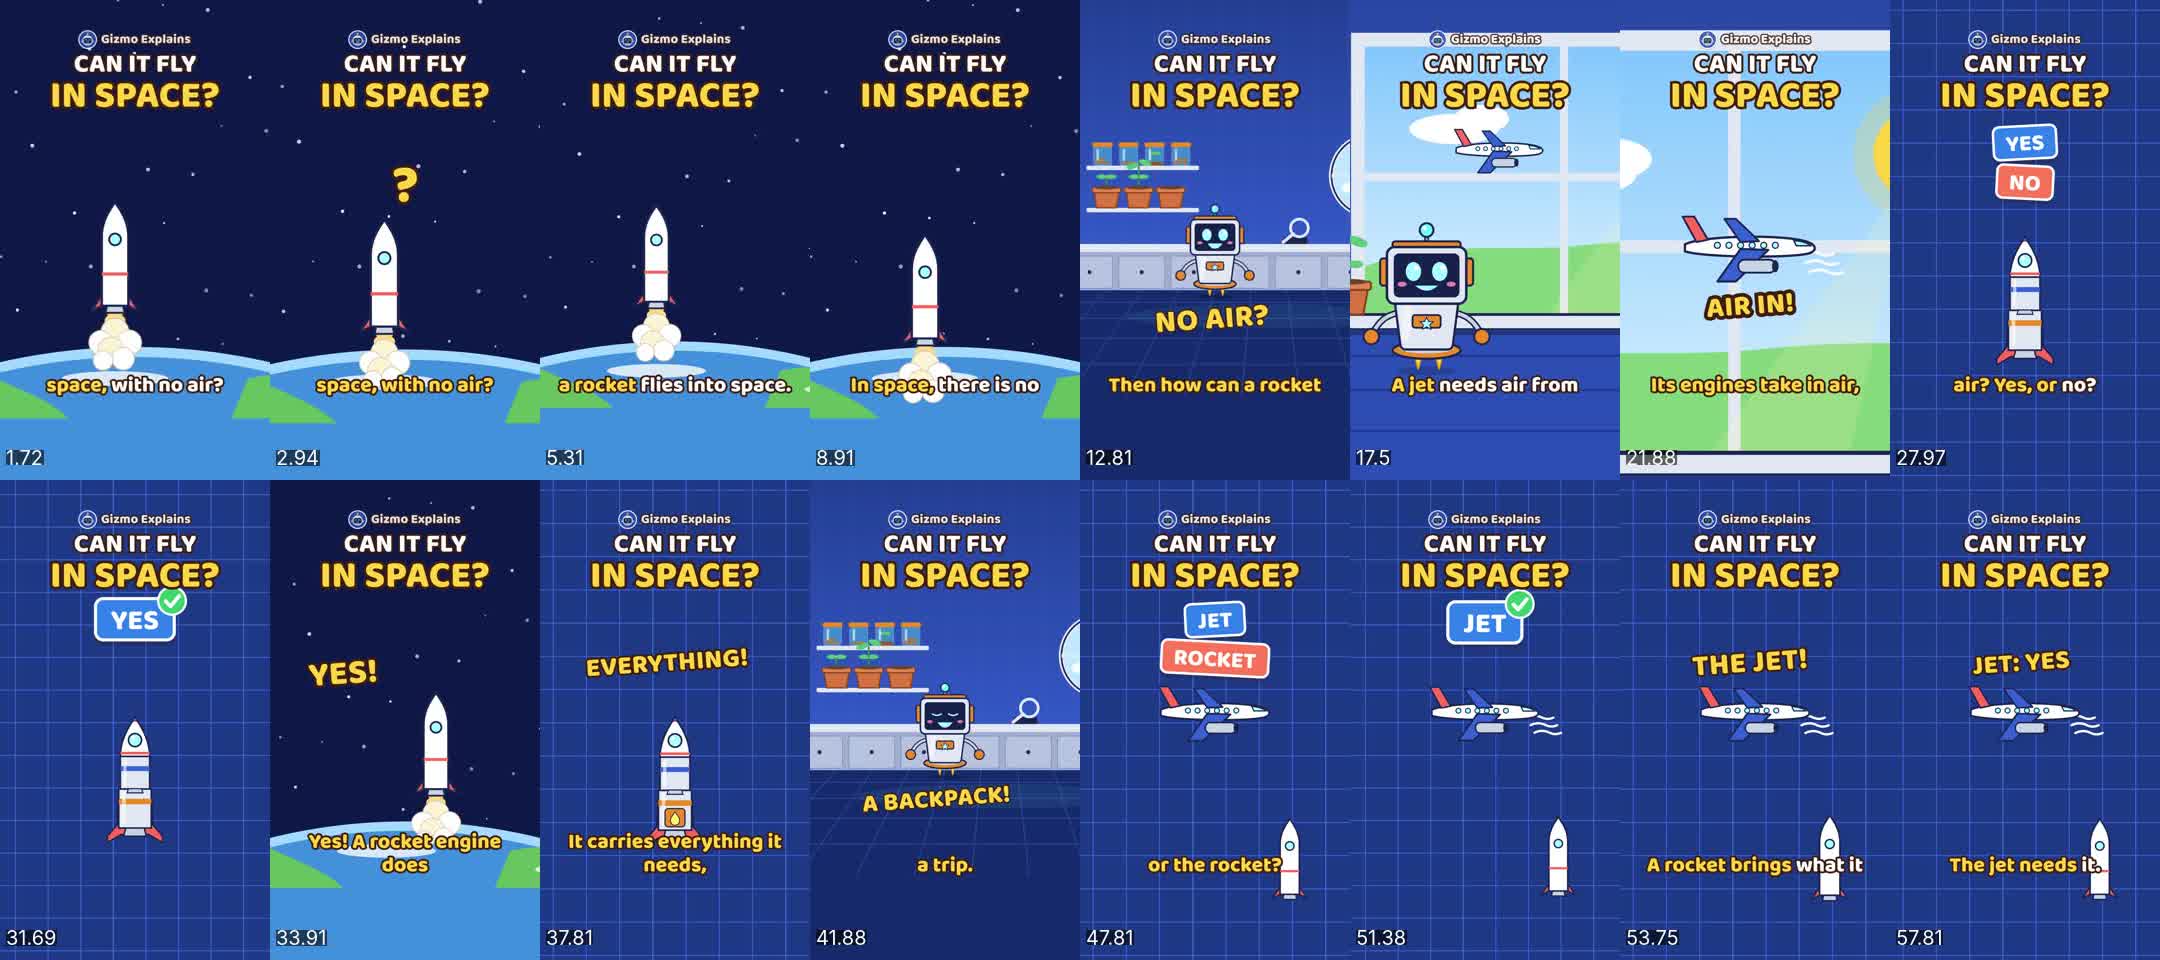 Gizmo Explains
CAN IT FLY
IN SPACE?
space, with no air?
1.72
Gizmo Explains
CAN IT FLY
IN SPACE?
?
space, with no air?
2.94
Gizmo Explains
CAN IT FLY
IN SPACE?
a rocket flies into space.
5.31
Gizmo Explains
CAN IT FLY
IN SPACE?
In space, there is no
8.91
Gizmo Explains
CAN IT FLY
IN SPACE?
NO AIR?
Then how can a rocket
12.81
Gizmo Explains
CAN IT FLY
IN SPACE?
A jet needs air from
17.5
Gizmo Explains
CAN IT FLY
IN SPACE?
AIR IN!
Its engines take in air,
21.88
Gizmo Explains
CAN IT FLY
IN SPACE?
YES
NO
air? Yes, or no?
27.97
Gizmo Explains
CAN IT FLY
IN SPACE?
YES
31.69
Gizmo Explains
CAN IT FLY
IN SPACE?
YES!
Yes! A rocket engine
does
33.91
Gizmo Explains
CAN IT FLY
IN SPACE?
EVERYTHING!
It carries everything it
needs,
37.81
Gizmo Explains
CAN IT FLY
IN SPACE?
A BACKPACK!
a trip.
41.88
Gizmo Explains
CAN IT FLY
IN SPACE?
JET
ROCKET
or the rocket?
47.81
Gizmo Explains
CAN IT FLY
IN SPACE?
JET
51.38
Gizmo Explains
CAN IT FLY
IN SPACE?
THE JET!
A rocket brings what it
53.75
Gizmo Explains
CAN IT FLY
IN SPACE?
JET: YES
The jet needs it.
57.81